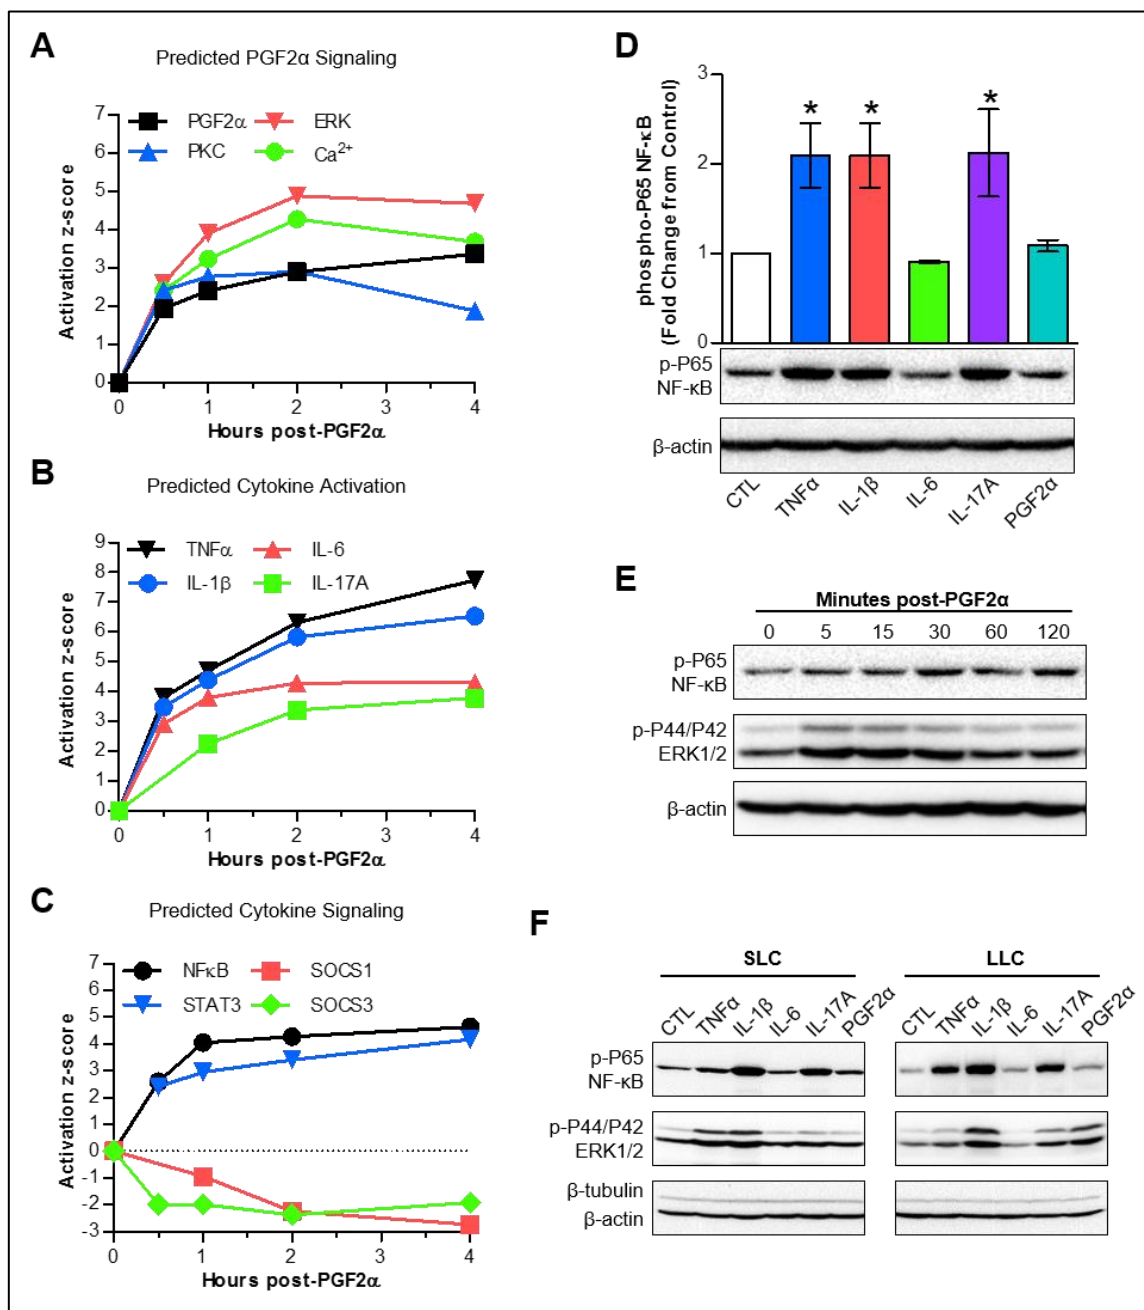 A
Predicted PGF2α Signaling
PGF2α
ERK
PKC
Ca²⁺
Activation z-score
7
6
5
4
3
2
1
0
0
1
2
4
Hours post-PGF2α
B
Predicted Cytokine Activation
TNFα
IL-6
IL-1β
IL-17A
Activation z-score
9
8
7
6
5
4
3
2
1
0
0
1
2
4
Hours post-PGF2α
C
Predicted Cytokine Signaling
NFκB
SOCS1
STAT3
SOCS3
Activation z-score
7
6
5
4
3
2
1
0
-1
-2
-3
0
1
2
4
Hours post-PGF2α
D
phospho-P65 NF-κB
(Fold Change from Control)
3
2
1
0
* * *
p-P65
NF-κB
β-actin
CTL TNFα IL-1β IL-6 IL-17A PGF2α
E
Minutes post-PGF2α
0 5 15 30 60 120
p-P65
NF-κB
p-P44/P42
ERK1/2
β-actin
F
SLC LLC
CTL TNFα IL-1β IL-6 IL-17A PGF2α CTL TNFα IL-1β IL-6 IL-17A PGF2α
p-P65
NF-κB
p-P44/P42
ERK1/2
β-tubulin
β-actin